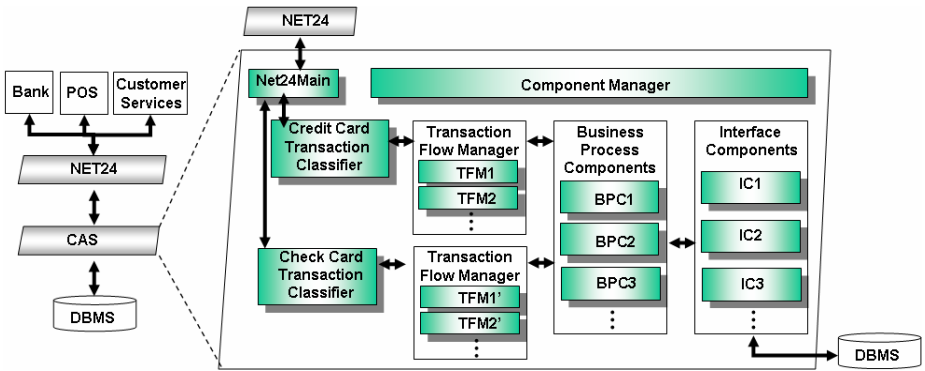 NET24
Bank
POS
Customer
Services
NET24
CAS
DBMS
Net24Main
Component Manager
Credit Card
Transaction
Classifier
Transaction
Flow Manager
TFM1
TFM2
Business
Process
Components
BPC1
BPC2
BPC3
Interface
Components
IC1
IC2
IC3
Check Card
Transaction
Classifier
Transaction
Flow Manager
TFM1’
TFM2’
DBMS